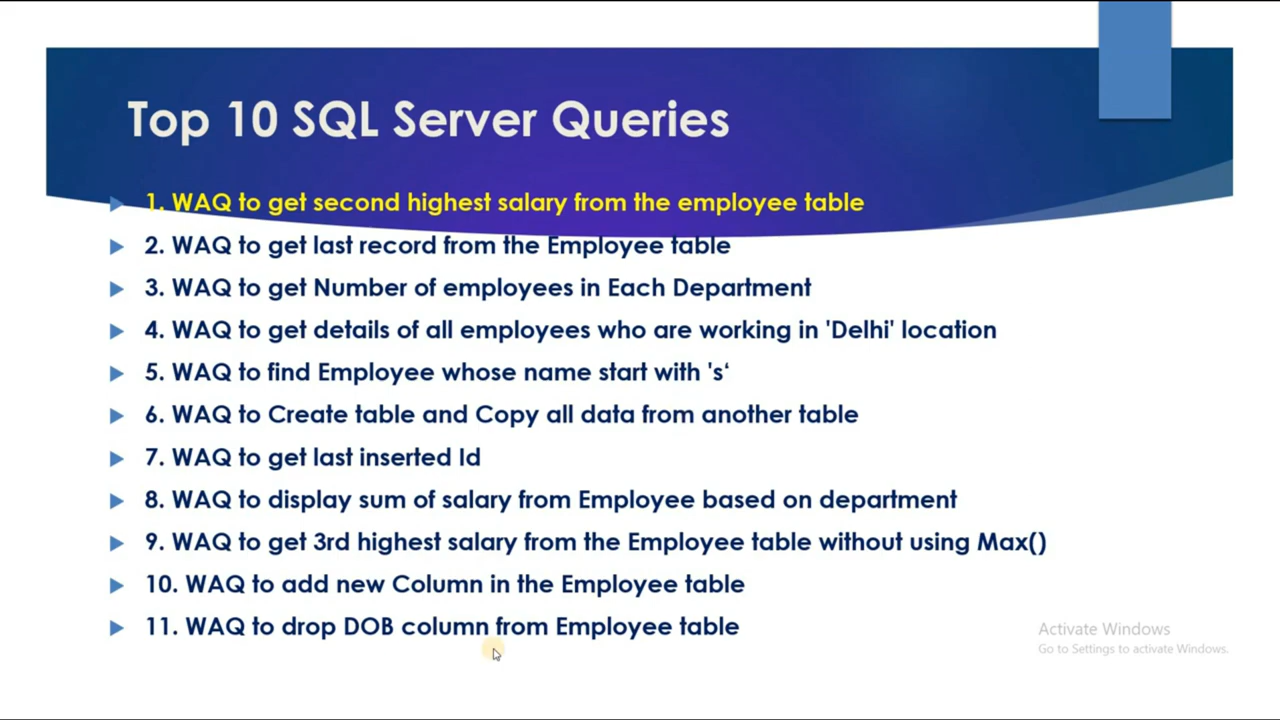 Top 10 SQL Server Queries
1. WAQ to get second highest salary from the employee table
2. WAQ to get last record from the Employee table
3. WAQ to get Number of employees in Each Department
4. WAQ to get details of all employees who are working in 'Delhi' location
5. WAQ to find Employee whose name start with 's‘
6. WAQ to Create table and Copy all data from another table
7. WAQ to get last inserted Id
8. WAQ to display sum of salary from Employee based on department
9. WAQ to get 3rd highest salary from the Employee table without using Max()
10. WAQ to add new Column in the Employee table
11. WAQ to drop DOB column from Employee table
Activate Windows
Go to Settings to activate Windows.